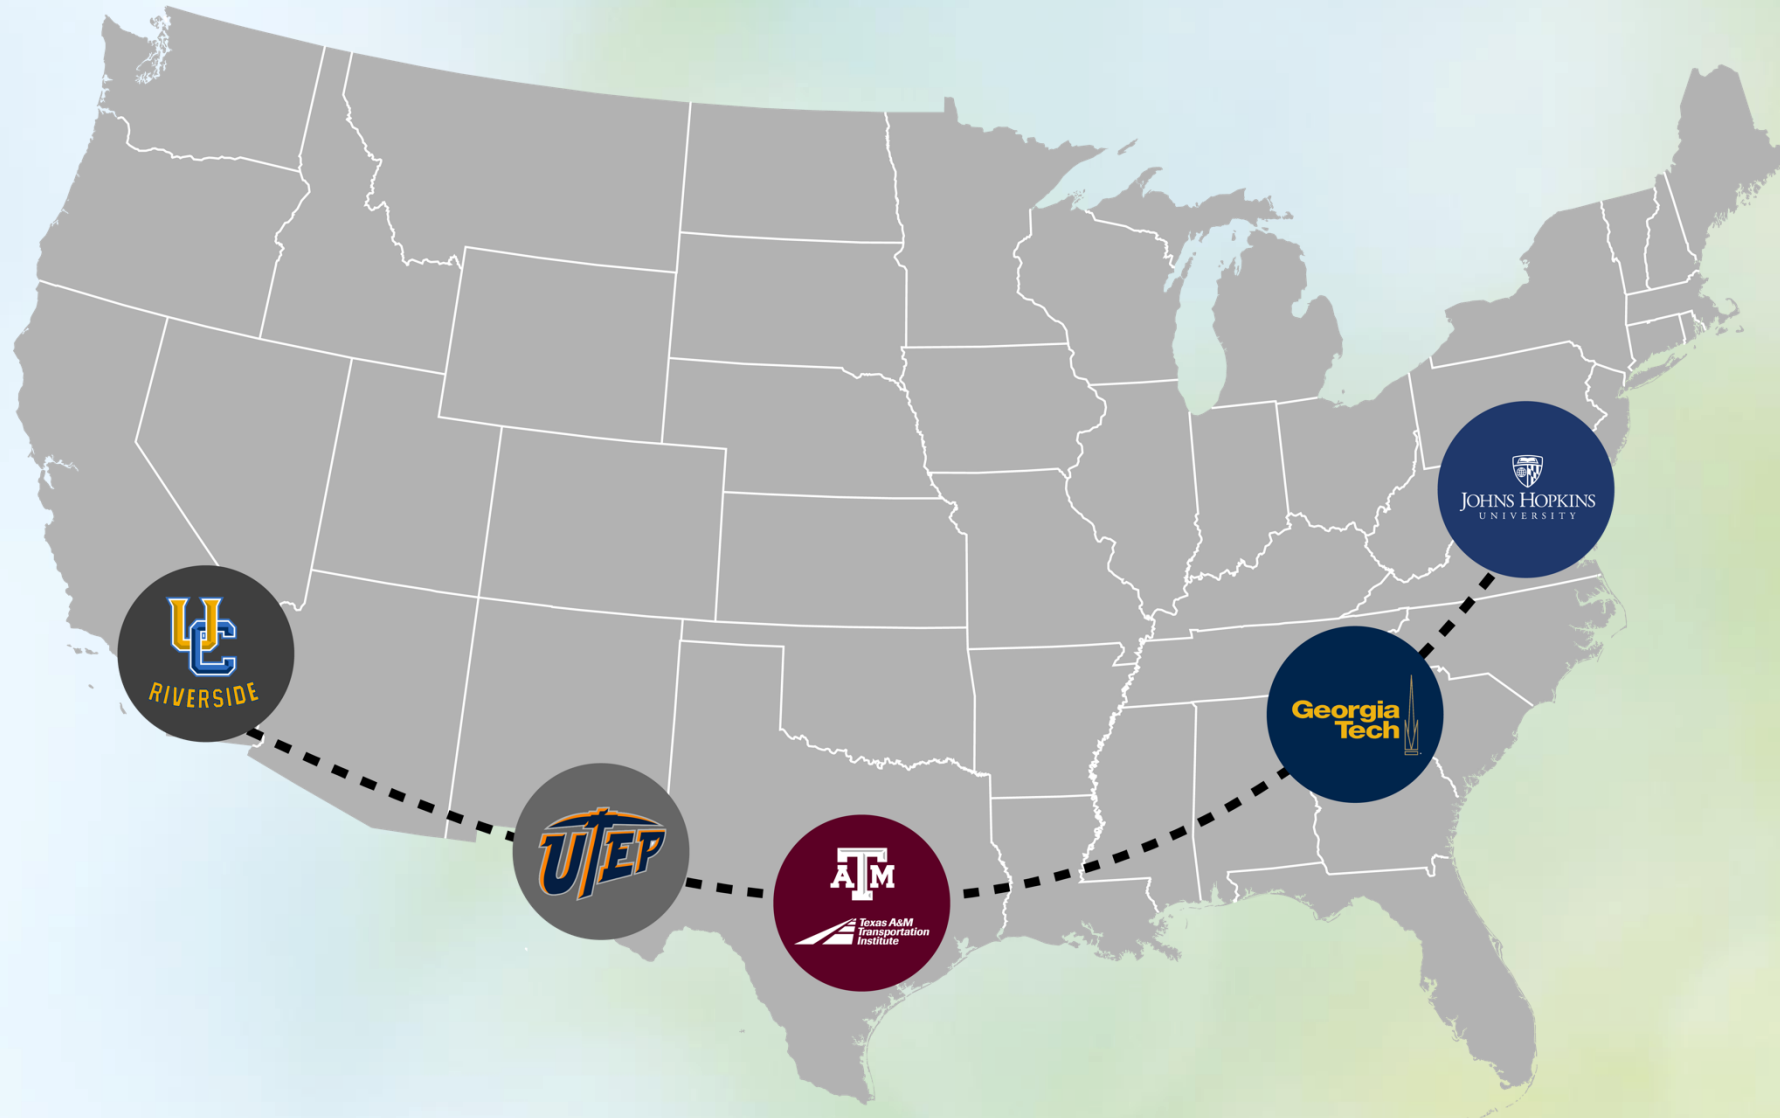 UC
RIVERSIDE
UTEP
ATM
Texas A&M
Transportation
Institute
Georgia
Tech
JOHNS HOPKINS
UNIVERSITY